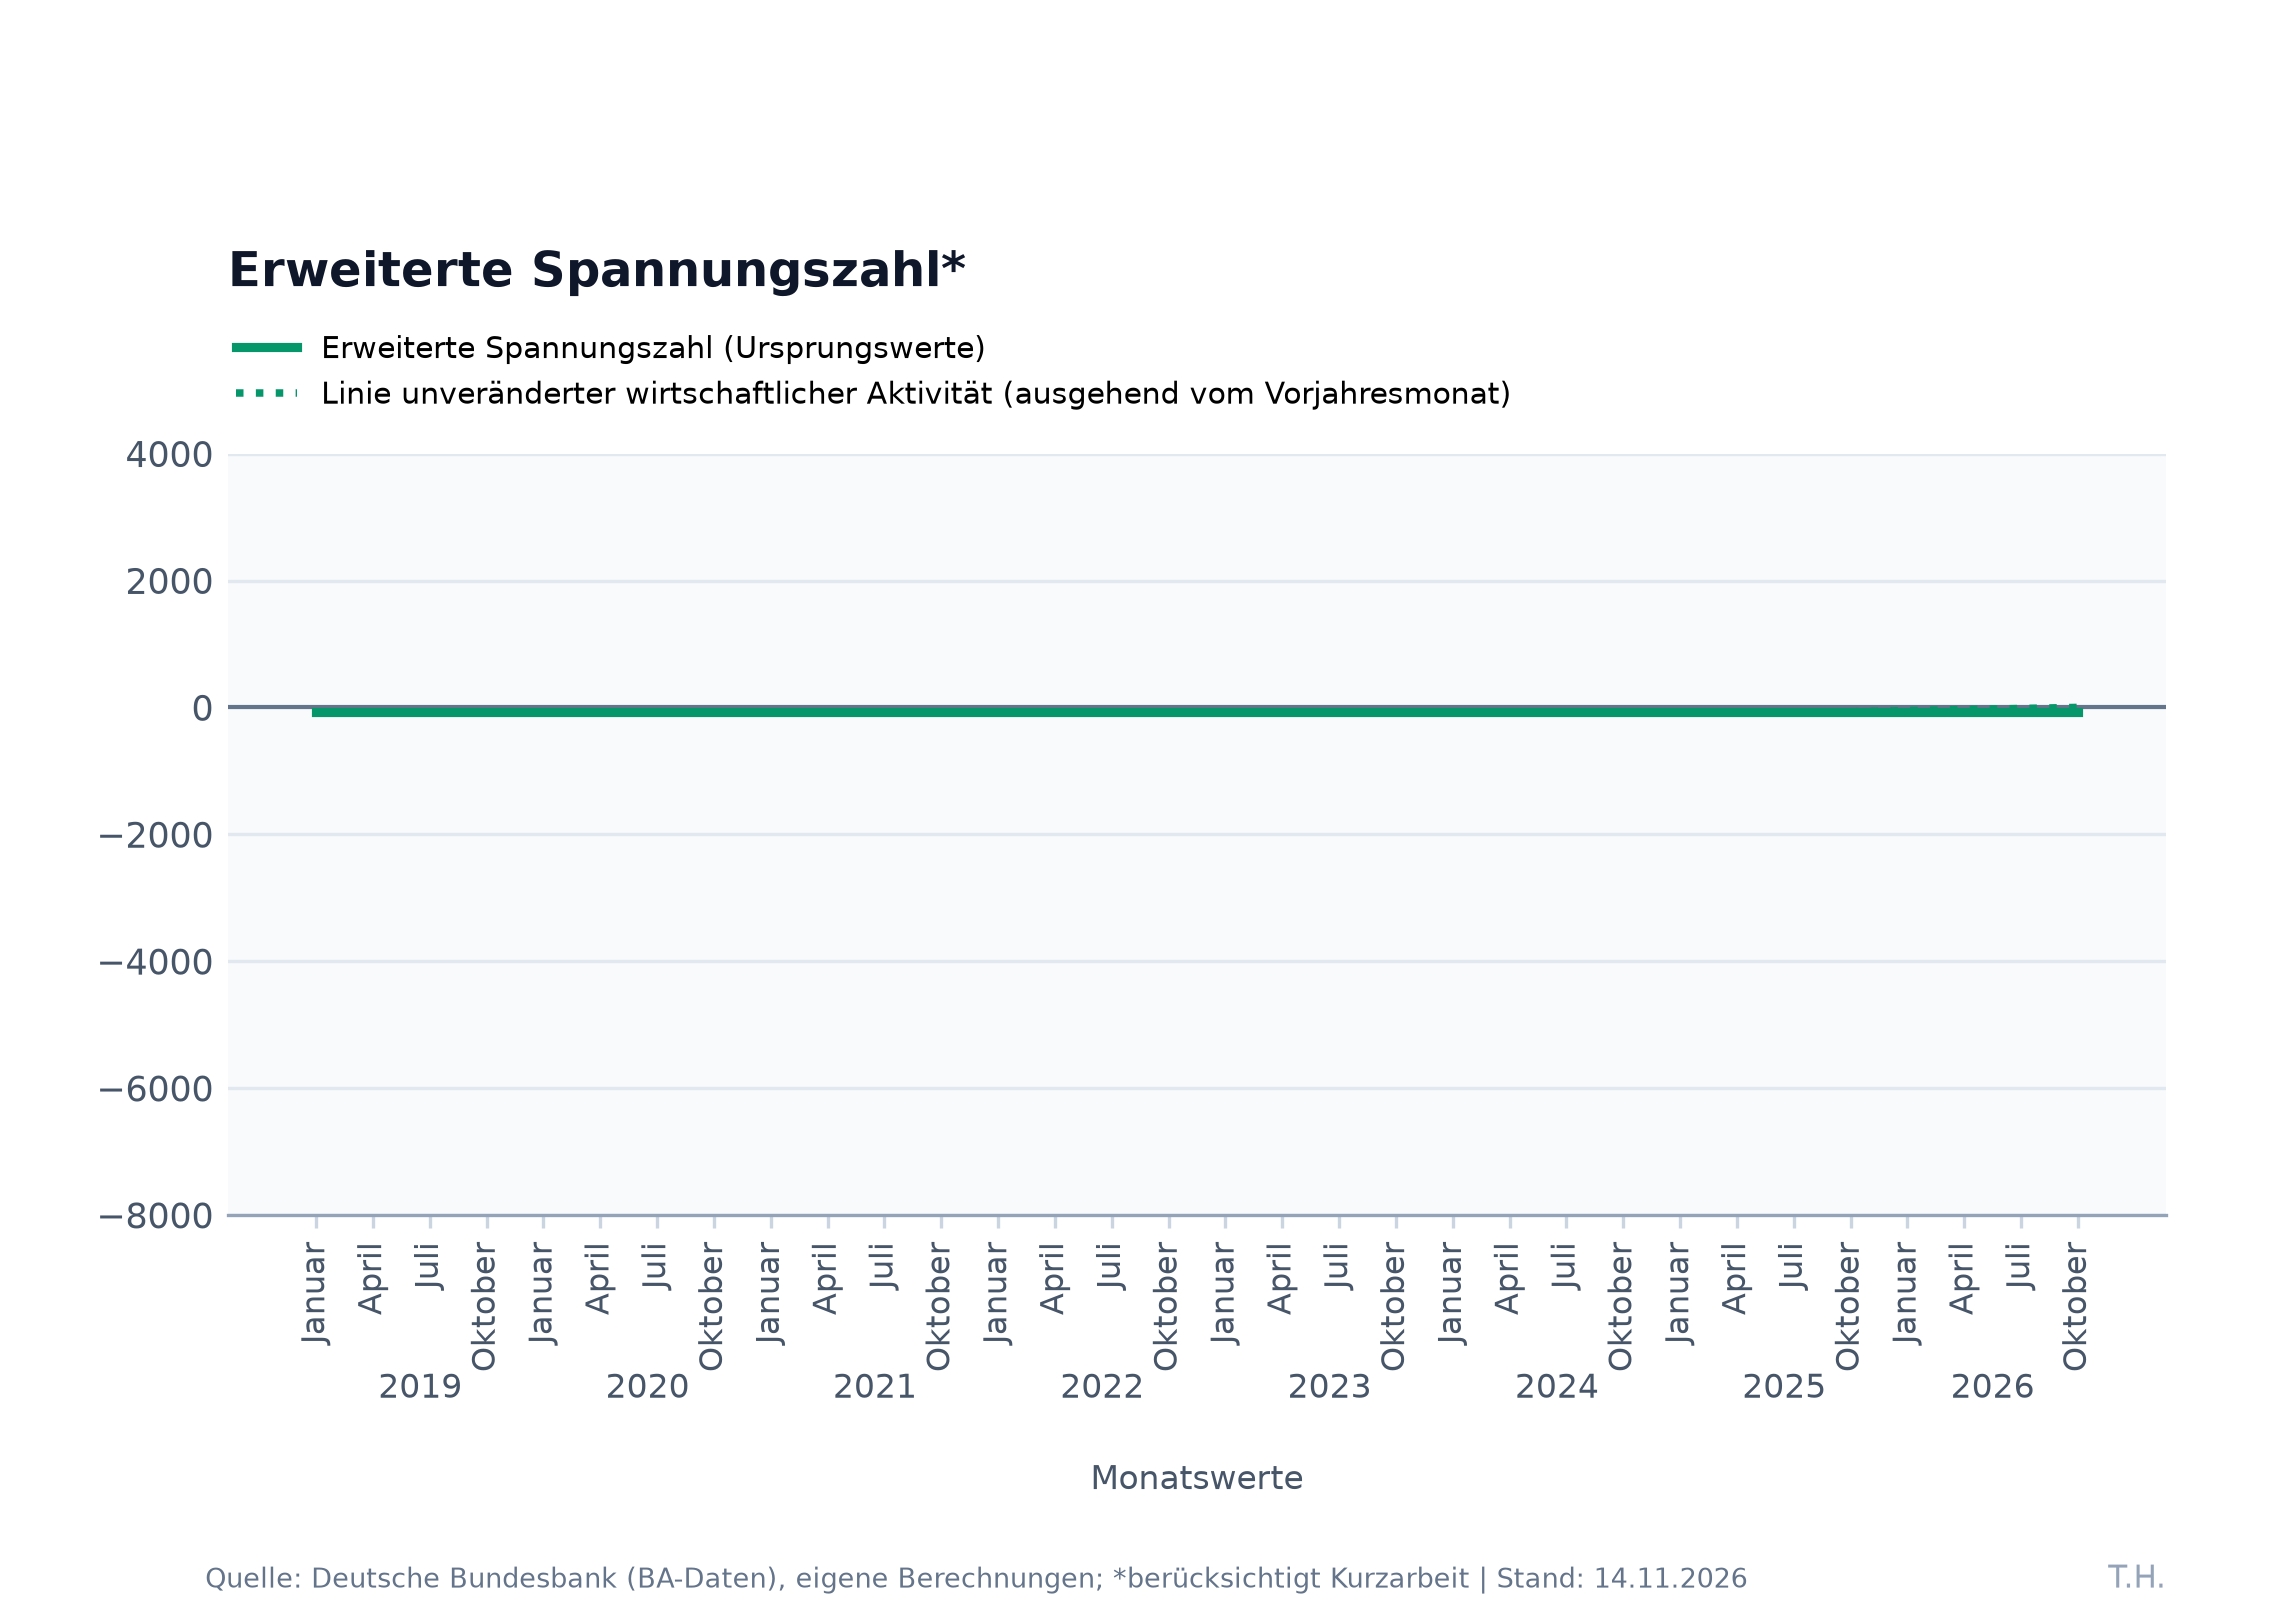 Erweiterte Spannungszahl*
Erweiterte Spannungszahl (Ursprungswerte)
Linie unveränderter wirtschaftlicher Aktivität (ausgehend vom Vorjahresmonat)
4000
2000
0
−2000
−4000
−6000
−8000
Januar April Juli Oktober Januar April Juli Oktober Januar April Juli Oktober Januar April Juli Oktober Januar April Juli Oktober Januar April Juli Oktober Januar April Juli Oktober Januar April Juli Oktober
2019 2020 2021 2022 2023 2024 2025 2026
Monatswerte
Quelle: Deutsche Bundesbank (BA-Daten), eigene Berechnungen; *berücksichtigt Kurzarbeit | Stand: 14.11.2026 T.H.